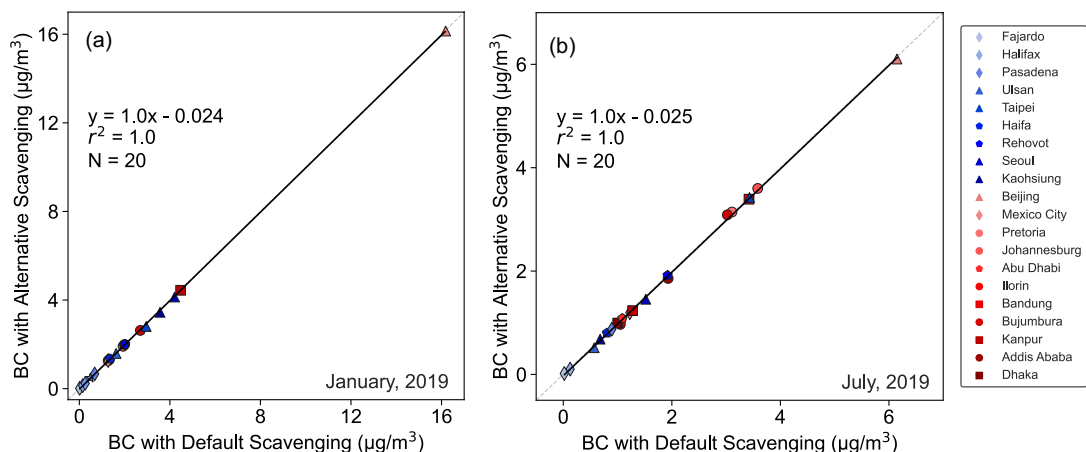 (a)
y = 1.0x - 0.024
r² = 1.0
N = 20
January, 2019
BC with Alternative Scavenging (μg/m³)
16
12
8
4
0
0
4
8
12
16
BC with Default Scavenging (μg/m³)
(b)
y = 1.0x - 0.025
r² = 1.0
N = 20
July, 2019
BC with Alternative Scavenging (μg/m³)
6
4
2
0
0
2
4
6
BC with Default Scavenging (μg/m³)
Fajardo
Halifax
Pasadena
Ulsan
Taipei
Haifa
Rehovot
Seoul
Kaohsiung
Beijing
Mexico City
Pretoria
Johannesburg
Abu Dhabi
Ilorin
Bandung
Bujumbura
Kanpur
Addis Ababa
Dhaka